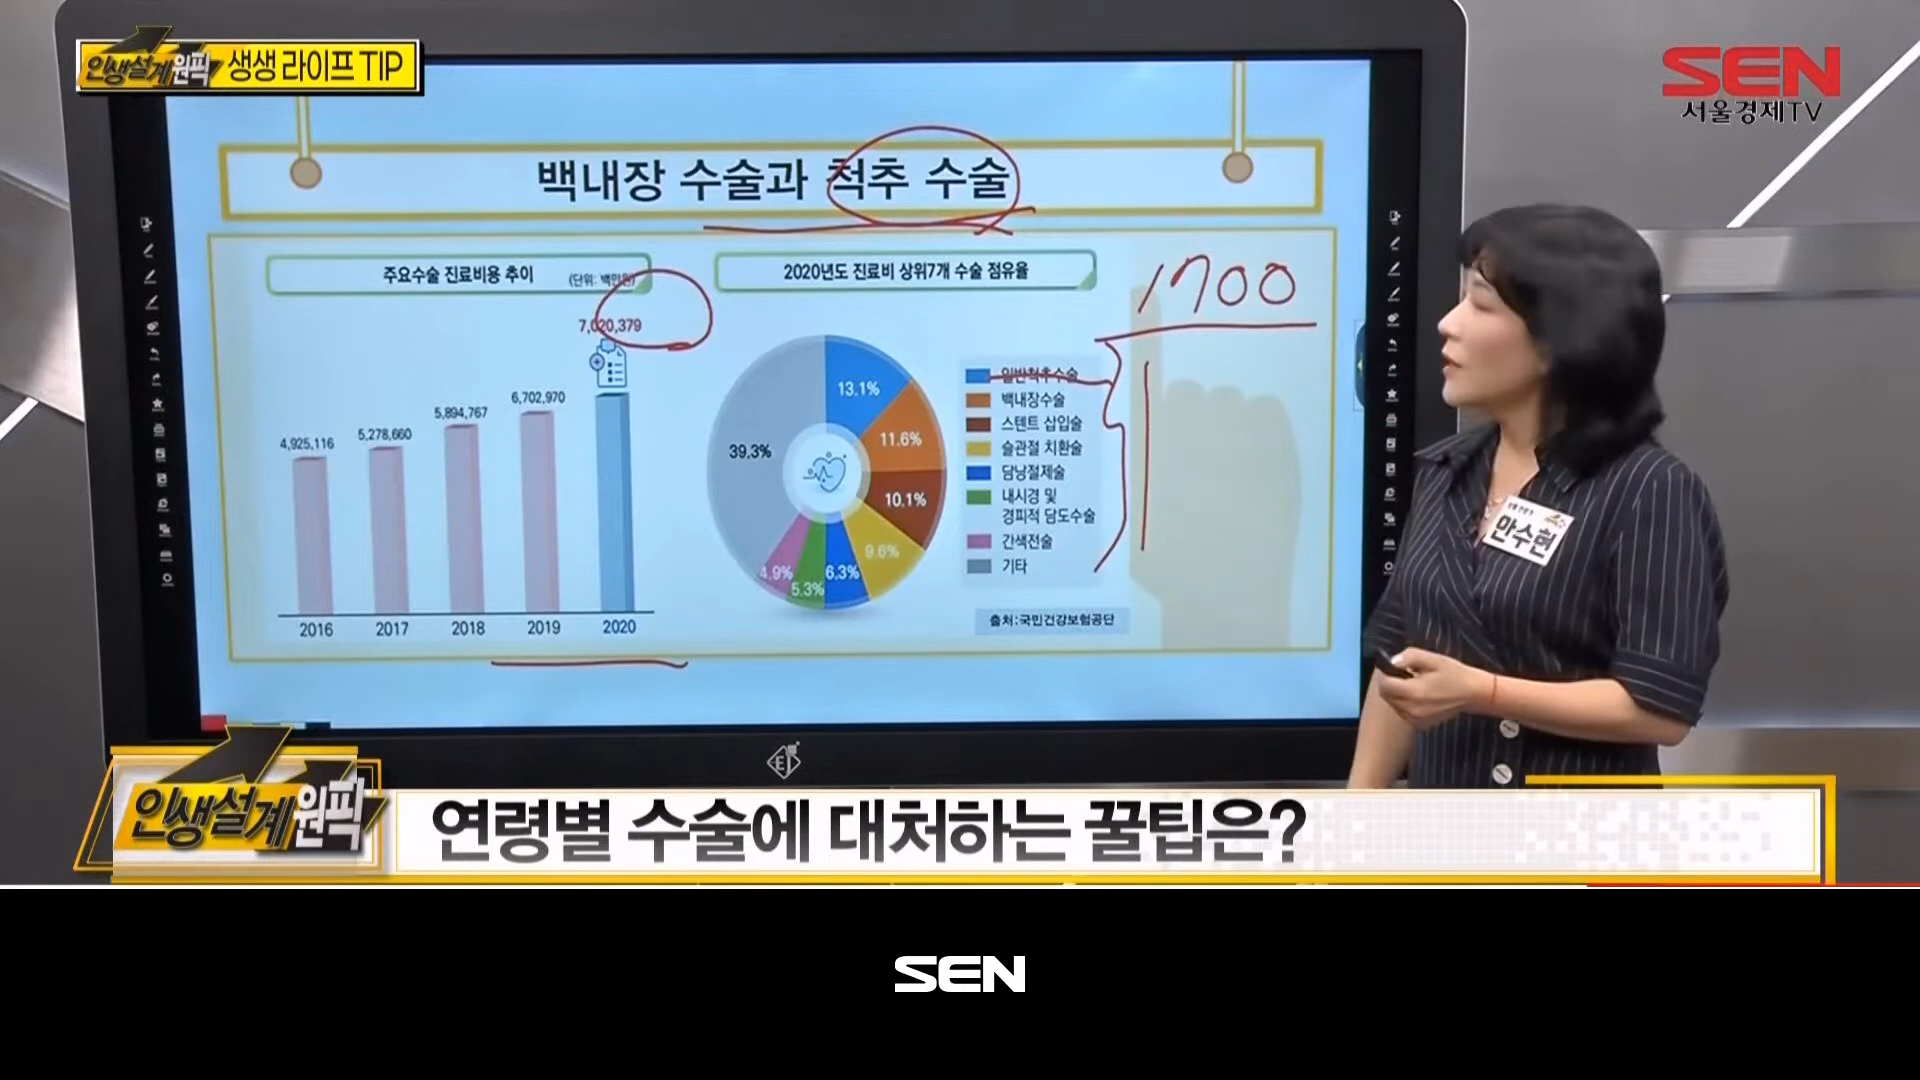 인생설계원픽 생생 라이프 TIP
SEN
서울경제TV
백내장 수술과 척추 수술
주요수술 진료비용 추이
(단위: 백만원)
7,020,379
4,925,116
5,278,660
5,894,767
6,702,970
2016 2017 2018 2019 2020
2020년도 진료비 상위7개 수술 점유율
13.1%
11.6%
10.1%
9.6%
6.3%
5.3%
4.9%
39.3%
일반척추수술
백내장수술
스텐트 삽입술
슬관절 치환술
담낭절제술
내시경 및
경피적 담도수술
간색전술
기타
출처:국민건강보험공단
1700
안수현
인생설계원픽
연령별 수술에 대처하는 꿀팁은?
SEN